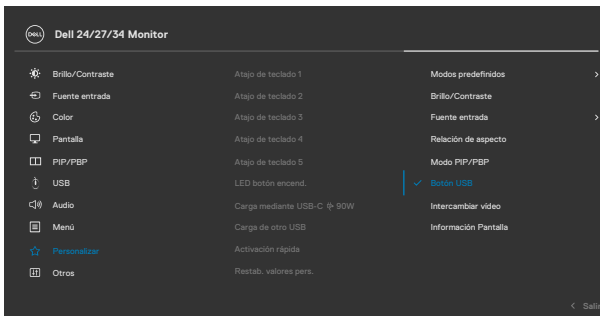 DELL Dell 24/27/34 Monitor
Brillo/Contraste Atajo de teclado 1 Modos predefinidos
Fuente entrada Atajo de teclado 2 Brillo/Contraste
Color Atajo de teclado 3 Fuente entrada
Pantalla Atajo de teclado 4 Relación de aspecto
PIP/PBP Atajo de teclado 5 Modo PIP/PBP
USB LED botón encend. Botón USB
Audio Carga mediante USB-C 90W Intercambiar vídeo
Menú Carga de otro USB Información Pantalla
Personalizar Activación rápida
Otros Restab. valores pers.
Salir